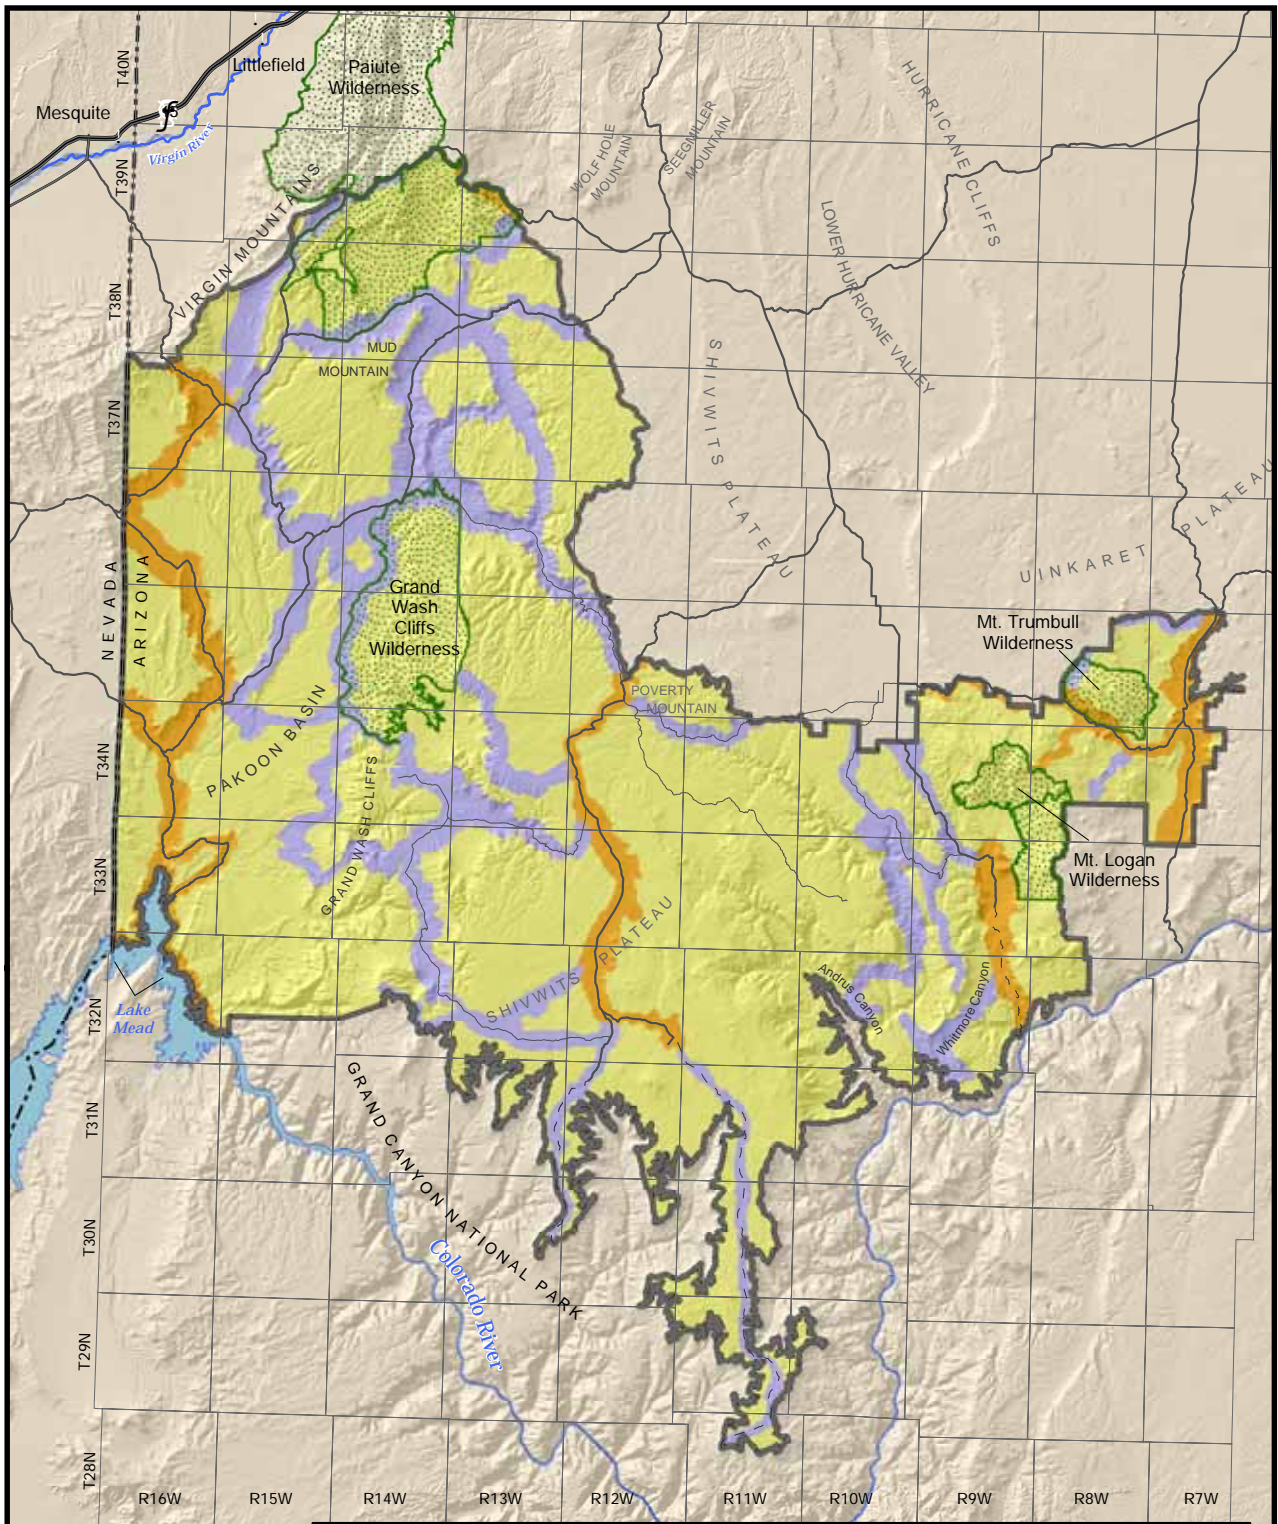 T40N
Littlefield
Paiute
Wilderness
Mesquite
Virgin River
T39N
HURRICANE CLIFFS
WOLF HOLE
MOUNTAIN
SEEGMILLER
MOUNTAIN
VIRGIN MOUNTAINS
LOWER HURRICANE VALLEY
T38N
MUD
MOUNTAIN
SHIVWITS PLATEAU
T37N
UINKARET PLATEAU
NEVADA
ARIZONA
Grand
Wash
Cliffs
Wilderness
Mt. Trumbull
Wilderness
POVERTY
MOUNTAIN
PAKOON BASIN
T34N
GRAND WASH CLIFFS
T33N
Mt. Logan
Wilderness
SHIVWITS PLATEAU
Andrus Canyon
Whitmore Canyon
Lake
Mead
T32N
GRAND CANYON NATIONAL PARK
T31N
T30N
Colorado River
T29N
T28N
R16W
R15W
R14W
R13W
R12W
R11W
R10W
R9W
R8W
R7W